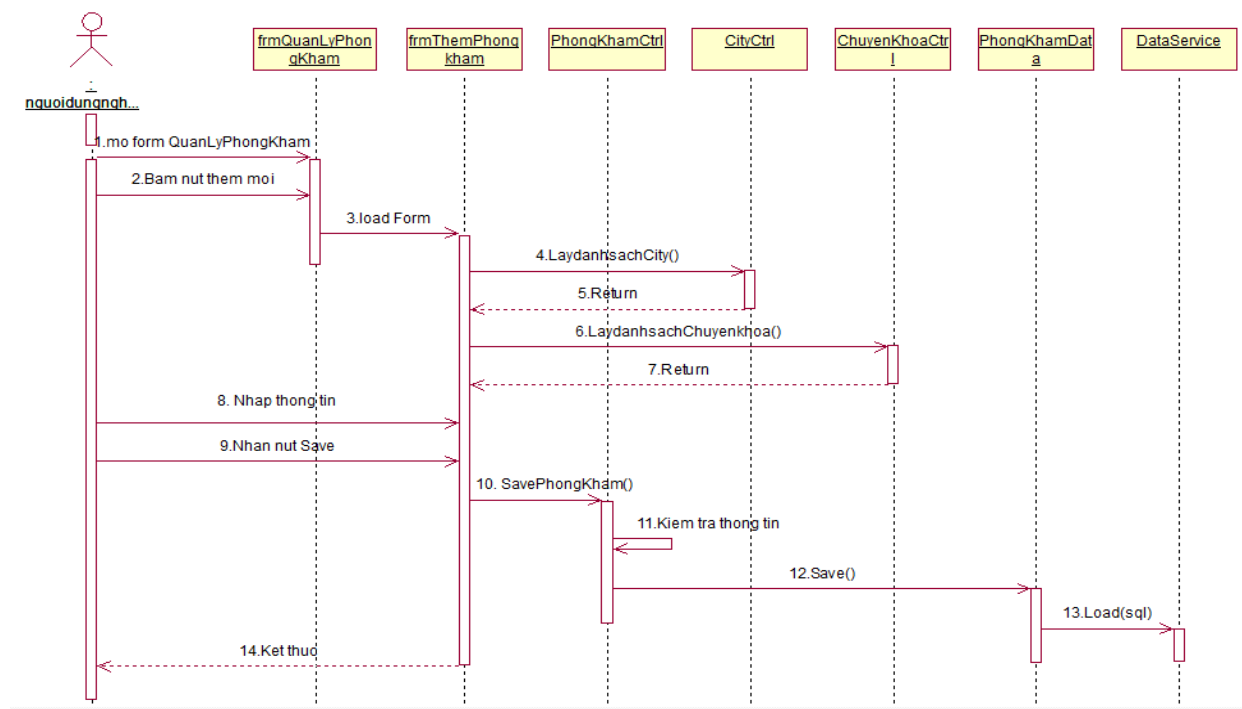 frmQuanLyPhon
gKham
frmThemPhong
kham
PhongKhamCtrl
CityCtrl
ChuyenKhoaCtr
l
PhongKhamDat
a
DataService
:
nguoidungngh...
1.mo form QuanLyPhongKham
2.Bam nut them moi
3.load Form
4.LaydanhsachCity()
5.Return
6.LaydanhsachChuyenkhoa()
7.Return
8. Nhap thong tin
9.Nhan nut Save
10. SavePhongKham()
11.Kiem tra thong tin
12.Save()
13.Load(sql)
14.Ket thuc